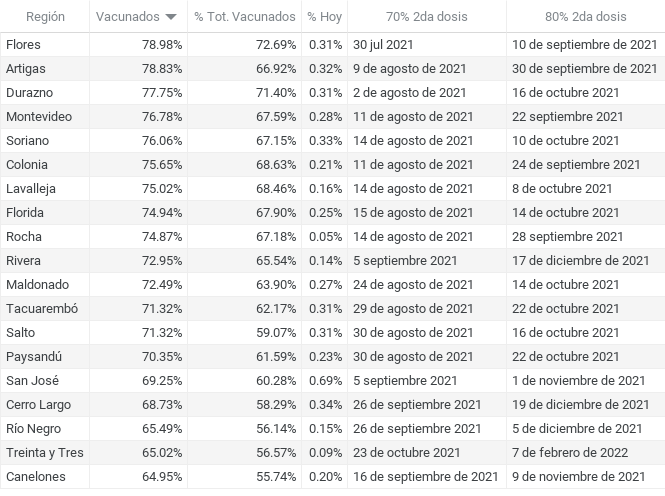 Región Vacunados % Tot. Vacunados % Hoy 70% 2da dosis 80% 2da dosis
Flores 78.98% 72.69% 0.31% 30 jul 2021 10 de septiembre de 2021
Artigas 78.83% 66.92% 0.32% 9 de agosto de 2021 30 de septiembre de 2021
Durazno 77.75% 71.40% 0.31% 2 de agosto de 2021 16 de octubre 2021
Montevideo 76.78% 67.59% 0.28% 11 de agosto de 2021 22 septiembre 2021
Soriano 76.06% 67.15% 0.33% 14 de agosto de 2021 10 de octubre 2021
Colonia 75.65% 68.63% 0.21% 11 de agosto de 2021 24 de septiembre 2021
Lavalleja 75.02% 68.46% 0.16% 14 de agosto de 2021 8 de octubre 2021
Florida 74.94% 67.90% 0.25% 15 de agosto de 2021 14 de octubre 2021
Rocha 74.87% 67.18% 0.05% 14 de agosto de 2021 28 septiembre 2021
Rivera 72.95% 65.54% 0.14% 5 septiembre 2021 17 de diciembre de 2021
Maldonado 72.49% 63.90% 0.27% 24 de agosto de 2021 14 de octubre 2021
Tacuarembó 71.32% 62.17% 0.31% 29 de agosto de 2021 22 de octubre 2021
Salto 71.32% 59.07% 0.31% 30 de agosto de 2021 16 de octubre 2021
Paysandú 70.35% 61.59% 0.23% 30 de agosto de 2021 22 de octubre 2021
San José 69.25% 60.28% 0.69% 5 septiembre 2021 1 de noviembre de 2021
Cerro Largo 68.73% 58.29% 0.34% 26 de septiembre 2021 19 de diciembre de 2021
Río Negro 65.49% 56.14% 0.15% 26 de septiembre 2021 5 de diciembre de 2021
Treinta y Tres 65.02% 56.57% 0.09% 23 de octubre 2021 7 de febrero de 2022
Canelones 64.95% 55.74% 0.20% 16 de septiembre de 2021 9 de noviembre de 2021